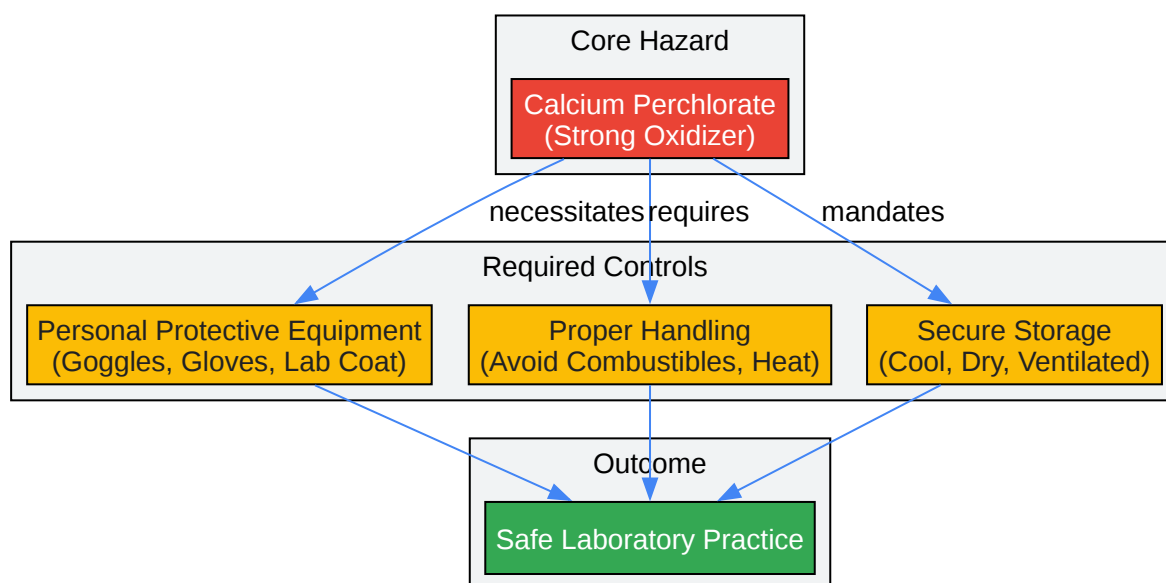 Core Hazard
Calcium Perchlorate
(Strong Oxidizer)
necessitates
requires
mandates
Required Controls
Personal Protective Equipment
(Goggles, Gloves, Lab Coat)
Proper Handling
(Avoid Combustibles, Heat)
Secure Storage
(Cool, Dry, Ventilated)
Outcome
Safe Laboratory Practice